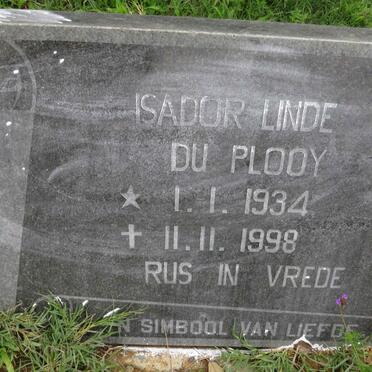 ISADOR LINDE
DU PLOOY
★ 1. 1. 1934
✝ 11. 11. 1998
RUS IN VREDE
N SIMBOOL VAN LIEFDE